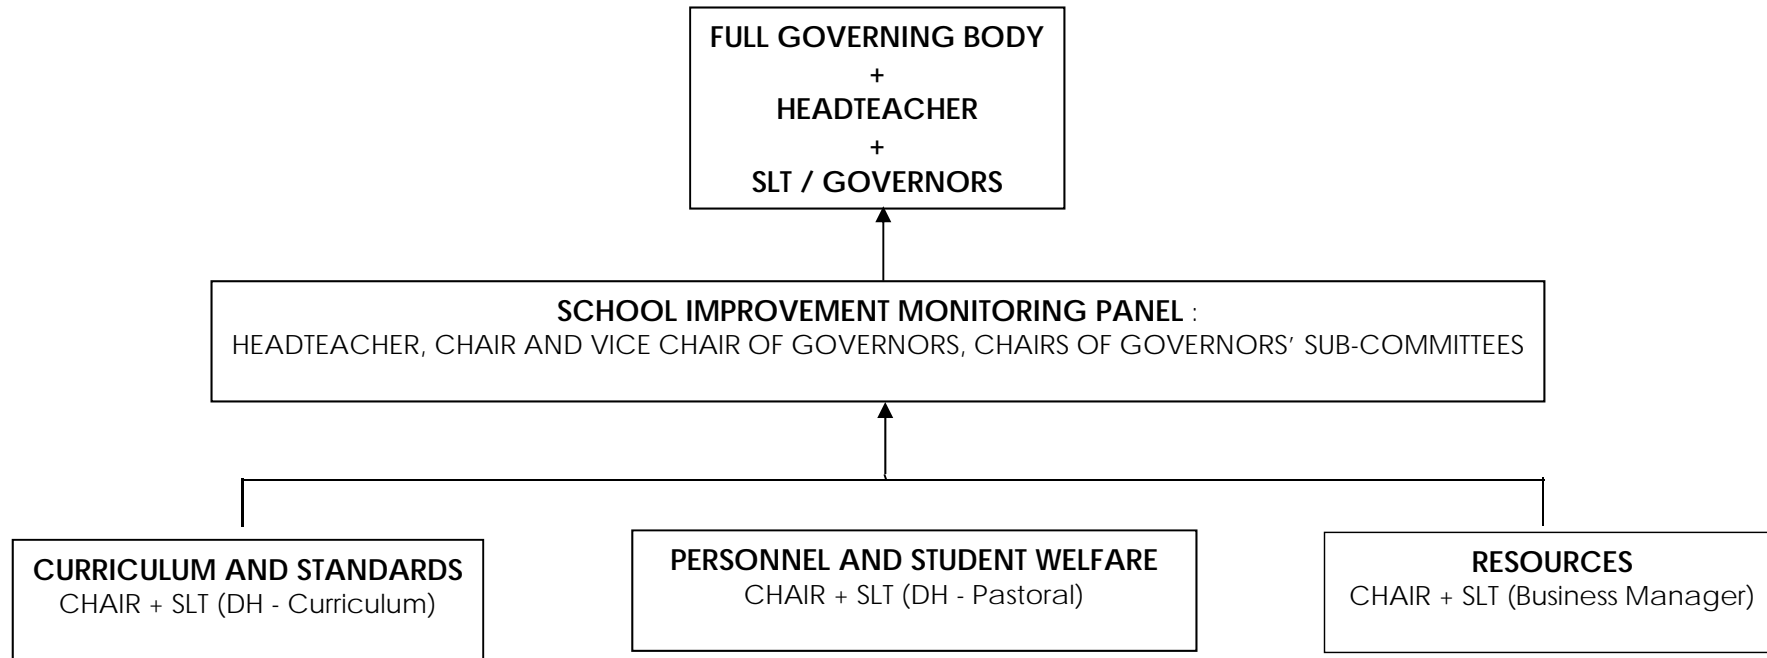 FULL GOVERNING BODY
+
HEADTEACHER
+
SLT / GOVERNORS
SCHOOL IMPROVEMENT MONITORING PANEL :
HEADTEACHER, CHAIR AND VICE CHAIR OF GOVERNORS, CHAIRS OF GOVERNORS’ SUB-COMMITTEES
CURRICULUM AND STANDARDS
CHAIR + SLT (DH - Curriculum)
PERSONNEL AND STUDENT WELFARE
CHAIR + SLT (DH - Pastoral)
RESOURCES
CHAIR + SLT (Business Manager)